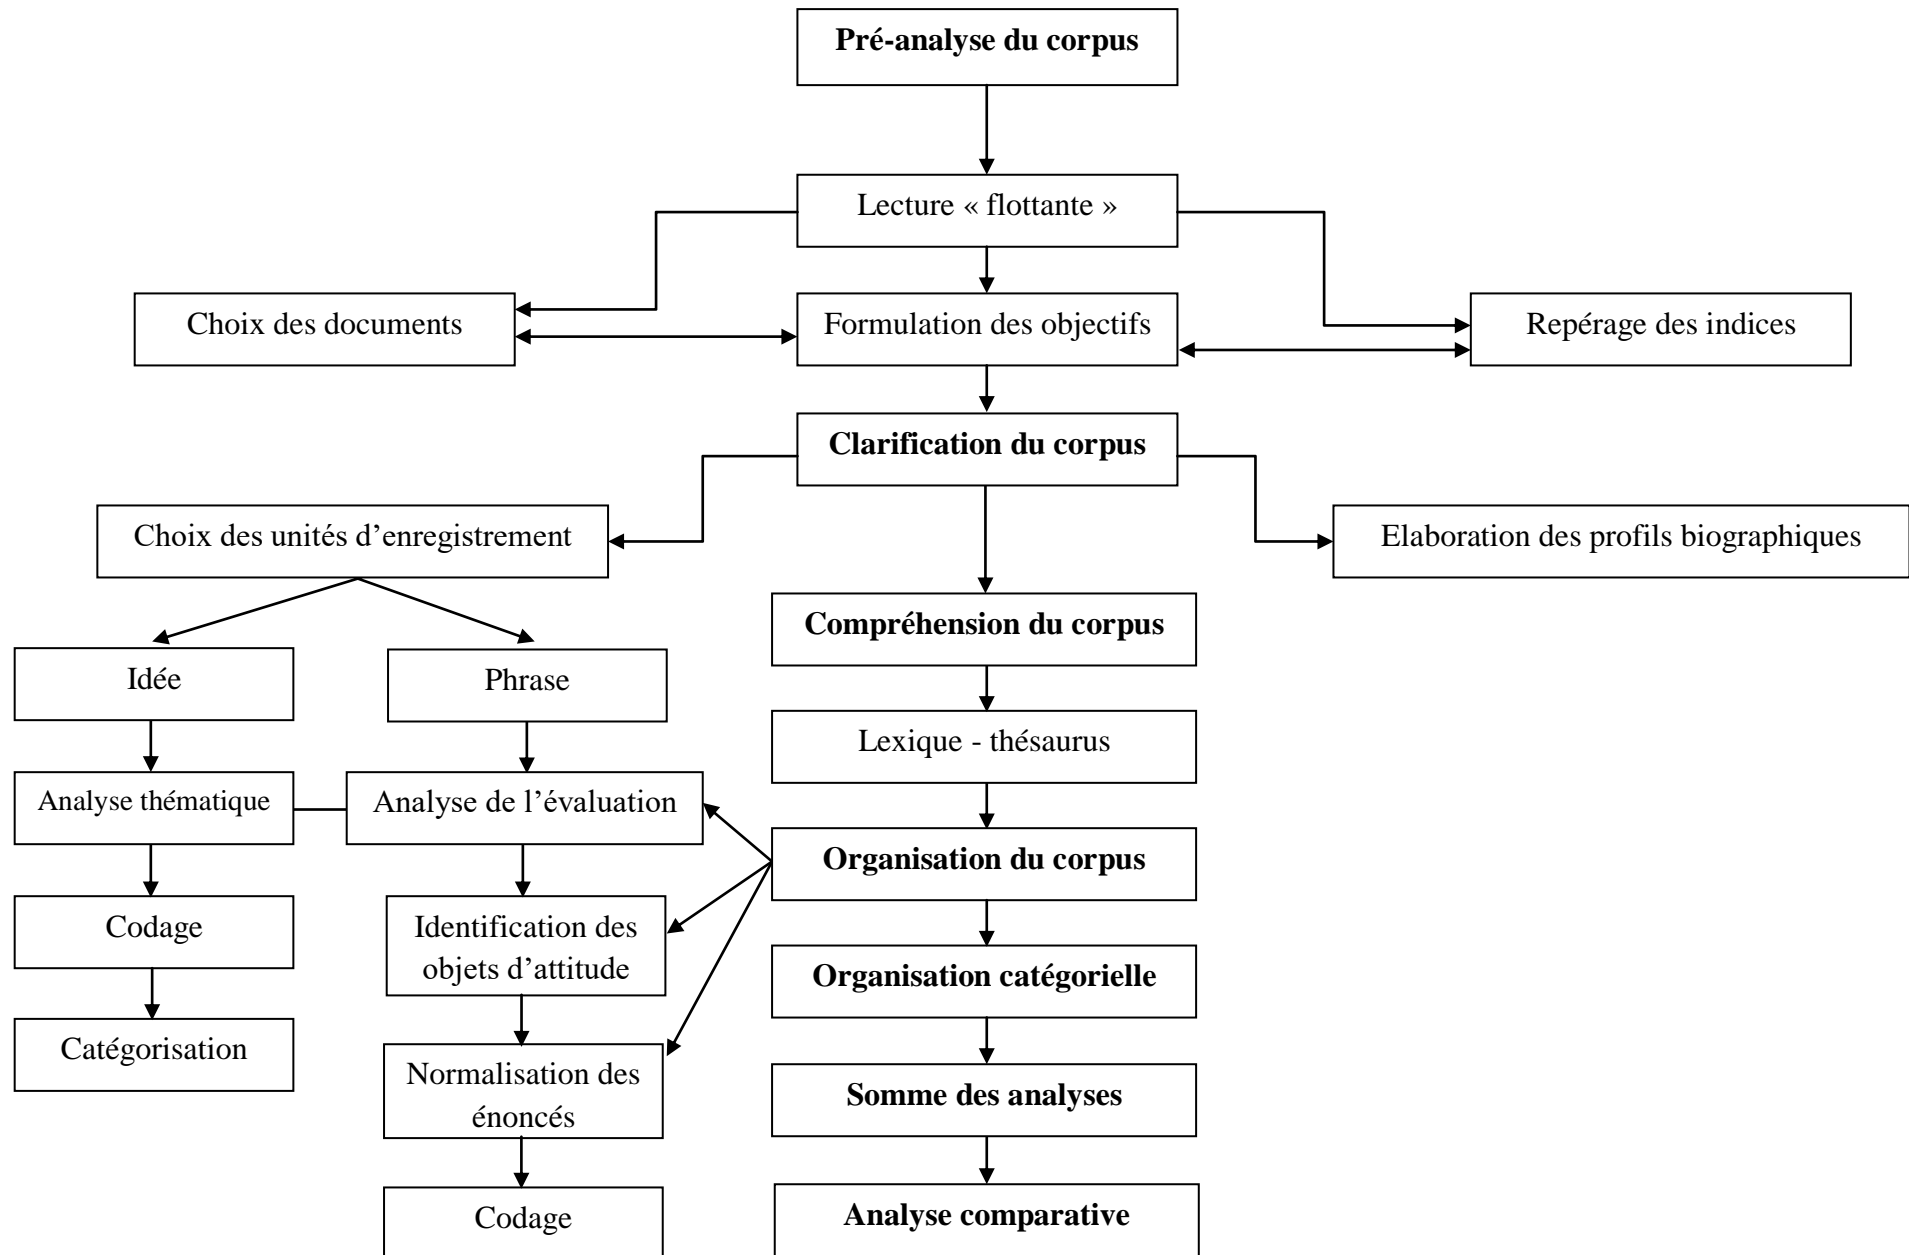 Pré-analyse du corpus
Lecture « flottante »
Choix des documents
Formulation des objectifs
Repérage des indices
Clarification du corpus
Choix des unités d’enregistrement
Elaboration des profils biographiques
Compréhension du corpus
Idée
Phrase
Lexique - thésaurus
Analyse thématique
Analyse de l’évaluation
Organisation du corpus
Codage
Identification des
objets d’attitude
Organisation catégorielle
Catégorisation
Normalisation des
énoncés
Somme des analyses
Codage
Analyse comparative